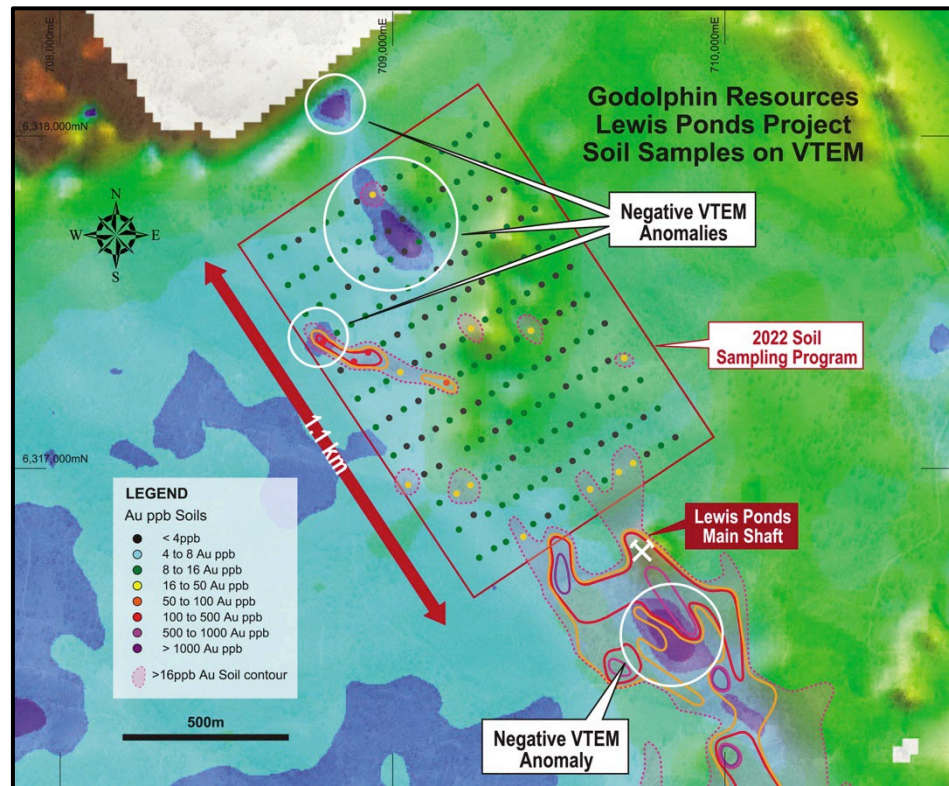 708,000mE
709,000mE
710,000mE
6,318,000mN
6,317,000mN
Godolphin Resources
Lewis Ponds Project
Soil Samples on VTEM
N
W E
S
Negative VTEM
Anomalies
2022 Soil
Sampling Program
1.1 km
Lewis Ponds
Main Shaft
Negative VTEM
Anomaly
LEGEND
Au ppb Soils
< 4ppb
4 to 8 Au ppb
8 to 16 Au ppb
16 to 50 Au ppb
50 to 100 Au ppb
100 to 500 Au ppb
500 to 1000 Au ppb
> 1000 Au ppb
>16ppb Au Soil contour
500m